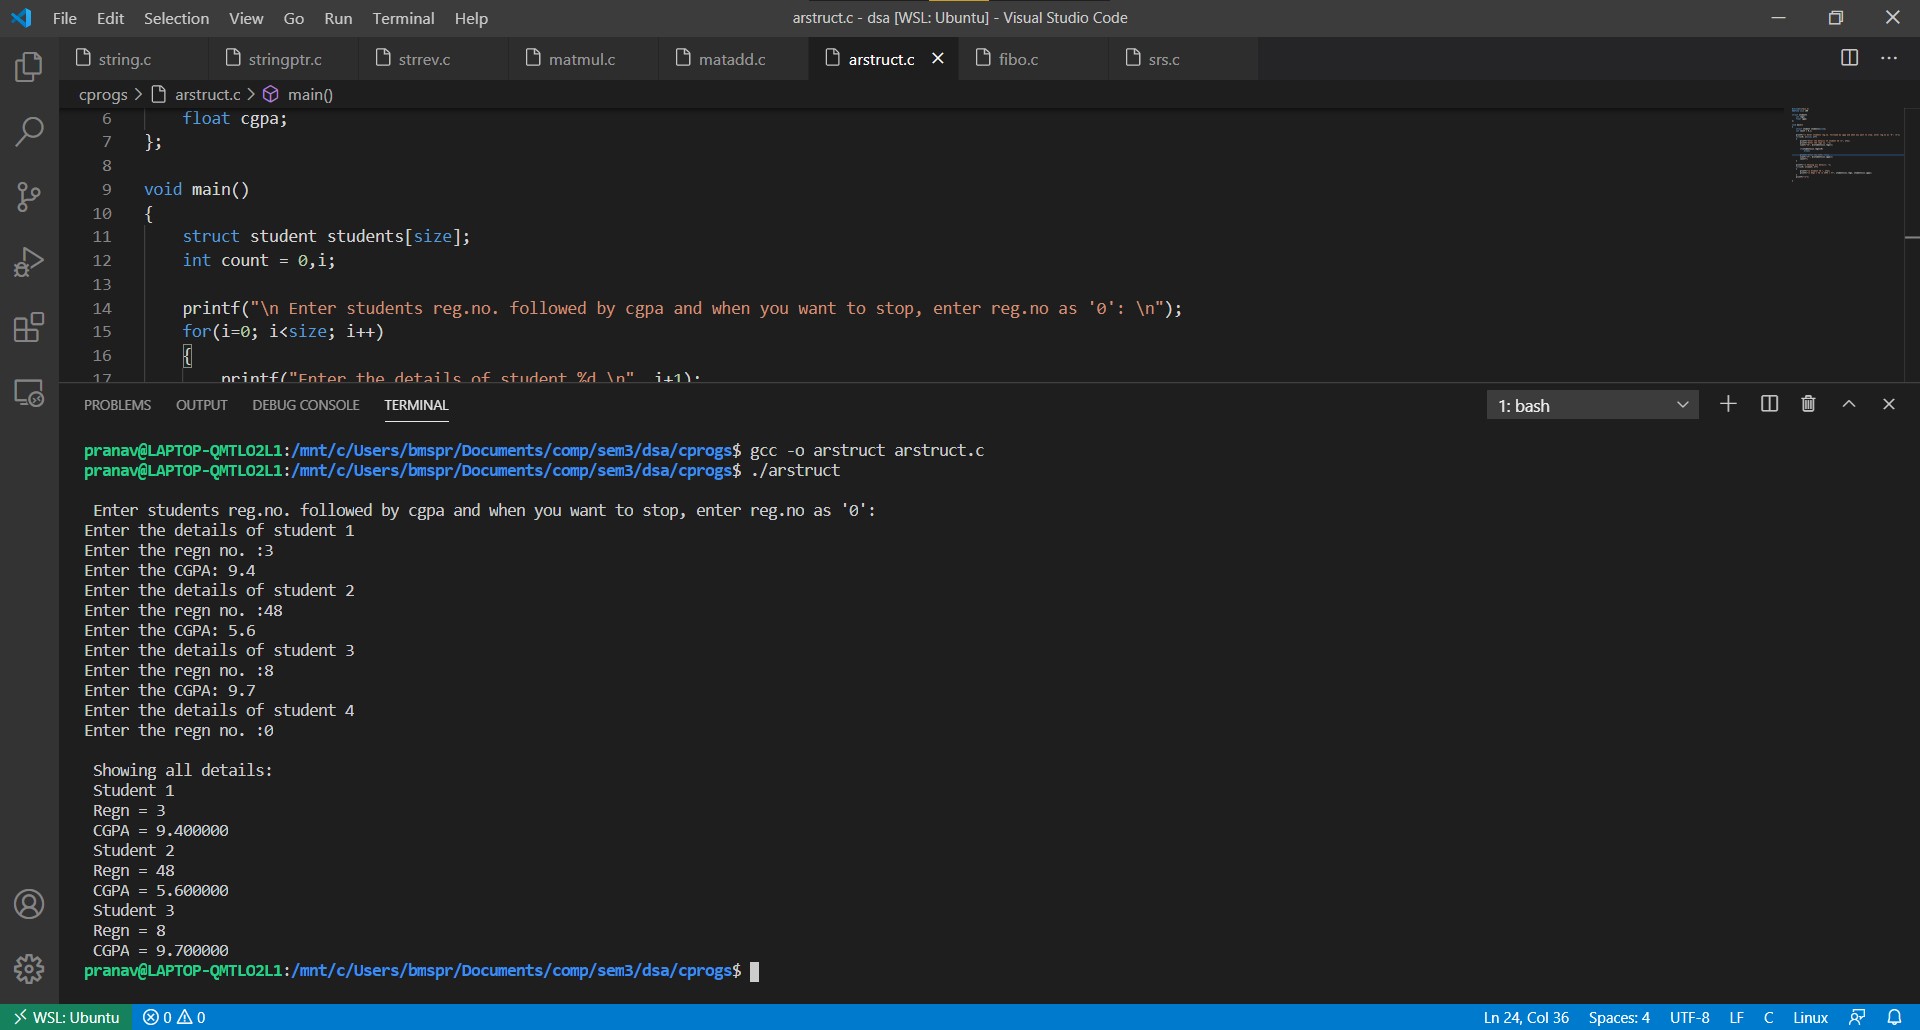 File Edit Selection View Go Run Terminal Help
arstruct.c - dsa [WSL: Ubuntu] - Visual Studio Code
string.c stringptr.c strrev.c matmul.c matadd.c arstruct.c fibo.c srs.c
cprogs > arstruct.c > main()
6 float cgpa;
7 };
8
9 void main()
10 {
11 struct student students[size];
12 int count = 0,i;
13
14 printf("\n Enter students reg.no. followed by cgpa and when you want to stop, enter reg.no as '0': \n");
15 for(i=0; i<size; i++)
16 {
17 printf("Enter the details of student %d \n", i+1);
PROBLEMS OUTPUT DEBUG CONSOLE TERMINAL
1: bash
pranav@LAPTOP-QMTLO2L1:/mnt/c/Users/bmspr/Documents/comp/sem3/dsa/cprogs$ gcc -o arstruct arstruct.c
pranav@LAPTOP-QMTLO2L1:/mnt/c/Users/bmspr/Documents/comp/sem3/dsa/cprogs$ ./arstruct
Enter students reg.no. followed by cgpa and when you want to stop, enter reg.no as '0':
Enter the details of student 1
Enter the regn no. :3
Enter the CGPA: 9.4
Enter the details of student 2
Enter the regn no. :48
Enter the CGPA: 5.6
Enter the details of student 3
Enter the regn no. :8
Enter the CGPA: 9.7
Enter the details of student 4
Enter the regn no. :0
Showing all details:
Student 1
Regn = 3
CGPA = 9.400000
Student 2
Regn = 48
CGPA = 5.600000
Student 3
Regn = 8
CGPA = 9.700000
pranav@LAPTOP-QMTLO2L1:/mnt/c/Users/bmspr/Documents/comp/sem3/dsa/cprogs$
WSL: Ubuntu 0 0 Ln 24, Col 36 Spaces: 4 UTF-8 LF C Linux